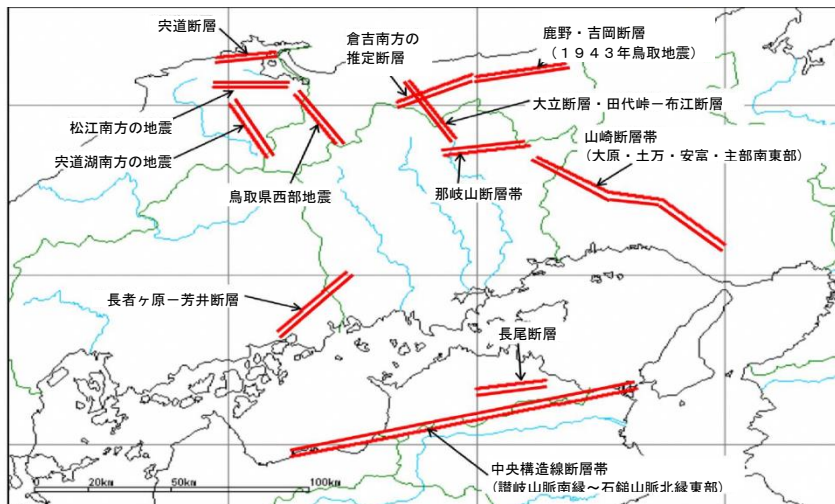 宍道断層
倉吉南方の
推定断層
鹿野・吉岡断層
(1943年鳥取地震)
大立断層・田代峠－布江断層
松江南方の地震
山崎断層帯
(大原・土万・安富・主部南東部)
宍道湖南方の地震
鳥取県西部地震
那岐山断層帯
長者ヶ原－芳井断層
長尾断層
中央構造線断層帯
(讃岐山脈南縁～石鎚山脈北縁東部)
0 20km 100km